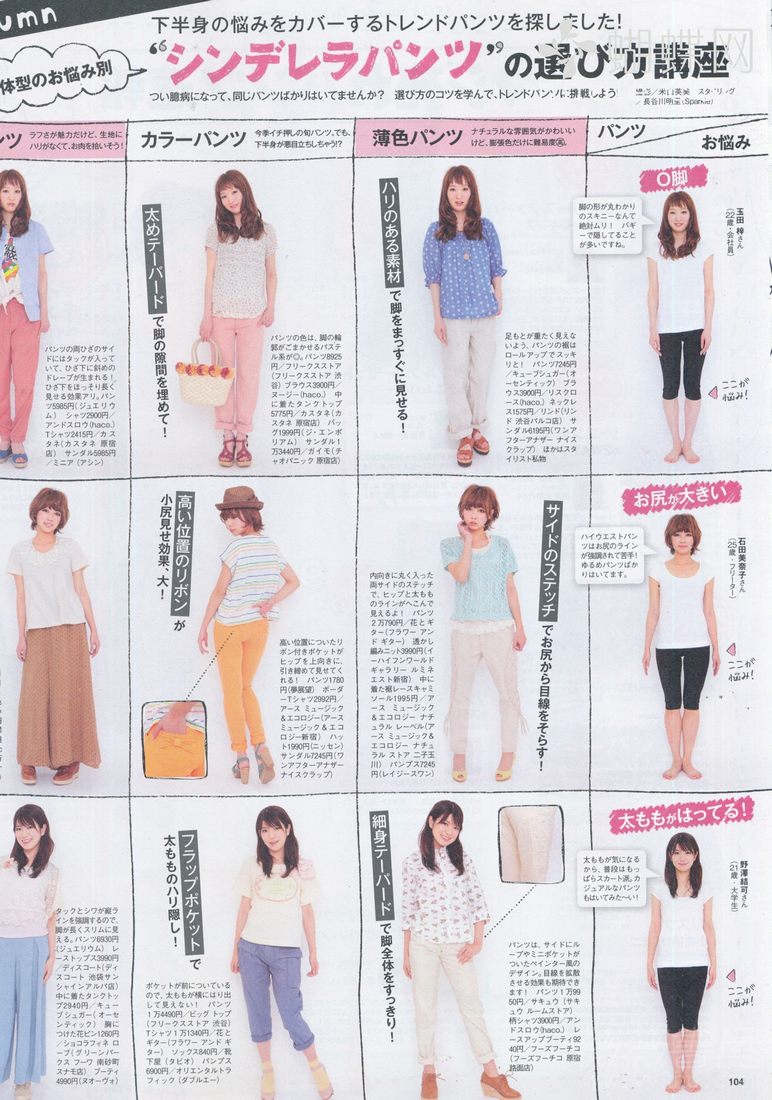 umn
下半身の悩みをカバーするトレンドパンツを探しました!
体型のお悩み別
“シンデレラパンツ”の選び方講座
蝴蝶网
つい臆病になって、同じパンツばかりはいてませんか? 選び方のコツを学んで、トレンドパンツに挑戦しよう!
ンツ
ラフさが魅力だけど、生地に
ハリがなくて、お肉を拾いそう!
カラーパンツ
今季イチ押しの旬パンツ。でも、
下半身が悪目立ちしちゃう!?
薄色パンツ
ナチュラルな雰囲気がかわいい
けど、膨張色だけに難易度高。
パンツ
お悩み
パンツの両ひざのサイ
ドにはタックが入って
いて、ひざ下に斜めの
ドレープが生まれる!
ひざ下をほっそり長く
見せる効果アリ。パン
ツ5985円(ジュエリウ
ム) シャツ2900円/
アンドスロウ(haco.)
Tシャツ2415円/カス
タネ(カスタネ 原宿
店) サンダル5985円
/ミニア(アシン)
太めテーパード
で脚の隙間を埋めて!
パンツの色は、脚の輪
郭がごまかせるパステ
ル系が◎。パンツ8925
円/フリークスストア
(フリークスストア 渋
谷) ブラウス3900円/
ヌージー(haco.) 中
に着たタンクトップ
5775円/カスタネ(カ
スタネ 原宿店) バッ
グ1999円(ジ・エンポ
リアム) サンダル1
万3440円/ガイモ(チ
ャオパニック 原宿店)
ハリのある素材
で脚をまっすぐに見せる!
足もとが重たく見えな
いよう、パンツの裾は
ロールアップでスッキ
リと! パンツ7245円/
キューブシュガー(オ
ーセンティック) ブラ
ウス3900円/リスクロ
ース(haco.) ネックレ
ス1575円/リンド(リンド
渋谷パルコ店) サ
ンダル6195円(ワンア
フターアナザー ナイス
クラップ) ほかはスタ
イリスト私物
O脚
脚の形が丸わかり
のスキニーなんて
絶対ムリ! バギ
ーで隠してること
が多いですね。
玉田 梓さん
(22歳・会社員)
ここが
悩み!
高い位置のリボン
が
小尻見せ効果、大!
高い位置についたリ
ボン付きポケットが
ヒップを上向きに、
引き締めて見せてく
れる! パンツ1780
円(夢展望) ボーダ
ーTシャツ2992円/
アース ミュージック
&エコロジー(アース
ミュージック&エコロ
ジー新宿) ハッ
ト1990円(ニッセン)
サンダル7245円(ワ
ンアフターアナザー
ナイスクラップ)
サイドのステッチ
でお尻から目線をそらす!
内向きに丸く入った
両サイドのステッチ
で、ヒップと太もも
のラインがへこんで
見えるよ! パンツ
2万790円/花とギ
ター(フラワー アン
ド ギター) 透かし
編みニット3990円(イ
ーハイフンワールド
ギャラリー ルミネ
エスト新宿) 中に
着た裾レースキャミ
ソール1995円/ア
ース ミュージック
&エコロジー ナチュ
ラル レーベル(アース
ミュージック&
エコロジー ナチュ
ラル ストア 二子玉
川) パンプス7245
円(レイジースワン)
お尻が大きい
ハイウエストパン
ツはお尻のライン
が強調されて苦手!
ゆるめパンツばか
りはいてます。
石田美奈子さん
(25歳・フリーター)
ここが
悩み!
タックとシワが縦ラ
インを強調するので、
脚が長くスリムに見
える。パンツ6930円
(ジュエリウム) レ
ーストップス3990円
/ディスコート(ディ
スコート 池袋サン
シャインアルパ店)
中に着たタンクトッ
プ2940円/キュー
ブシュガー(オーセ
ンティック) 胸に
つけた花ピン1260円
/ショコラフィネ ロ
ーブ(グリーンパー
クス フーワ 南砂町
スナモ店) ブーティ
4990円(ヌオーヴォ)
フラップポケット
で
太もものハリ隠し!
ポケットが前について
いるので、太ももが横にはり出
して見えない! パンツ
1万4490円/ビッグ トップ
(フリークスストア 渋谷)
Tシャツ1万1340円/花と
ギター(フラワー アンド ギ
ター) ソックス840円/靴
下屋(タビオ) パンプス
6900円/オリエンタルトラ
フィック (ダブルエー)
細身テーパード
で脚全体をすっきり!
パンツは、サイドにル
ープやミニポケットが
ついたペインター風の
デザイン。目線を拡散
させる効果も期待でき
ます! パンツ1万99
50円/サキュウ(サキ
ュウ ルームストア)
柄シャツ3900円/アン
ドスロウ(haco.) レ
ースアップブーティ92
40円/フーズフーチコ
(フーズフーチコ 原宿
路面店)
太ももがはってる!
太ももが気になる
から、普段はもっ
ぱらスカート派。カ
ジュアルなパンツ
もはいてみた〜い!
野澤結可さん
(21歳・大学生)
ここが
悩み!
104